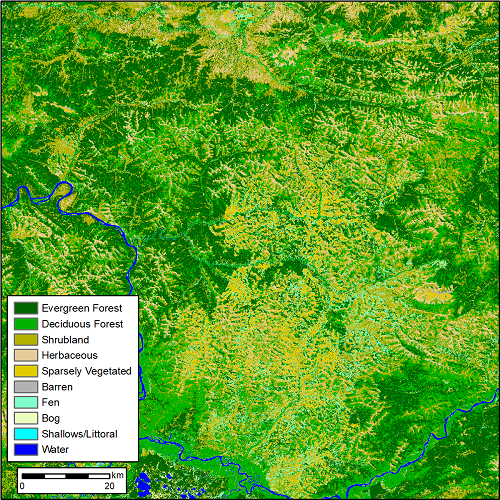 Evergreen Forest
Deciduous Forest
Shrubland
Herbaceous
Sparsely Vegetated
Barren
Fen
Bog
Shallows/Littoral
Water
km
0 20